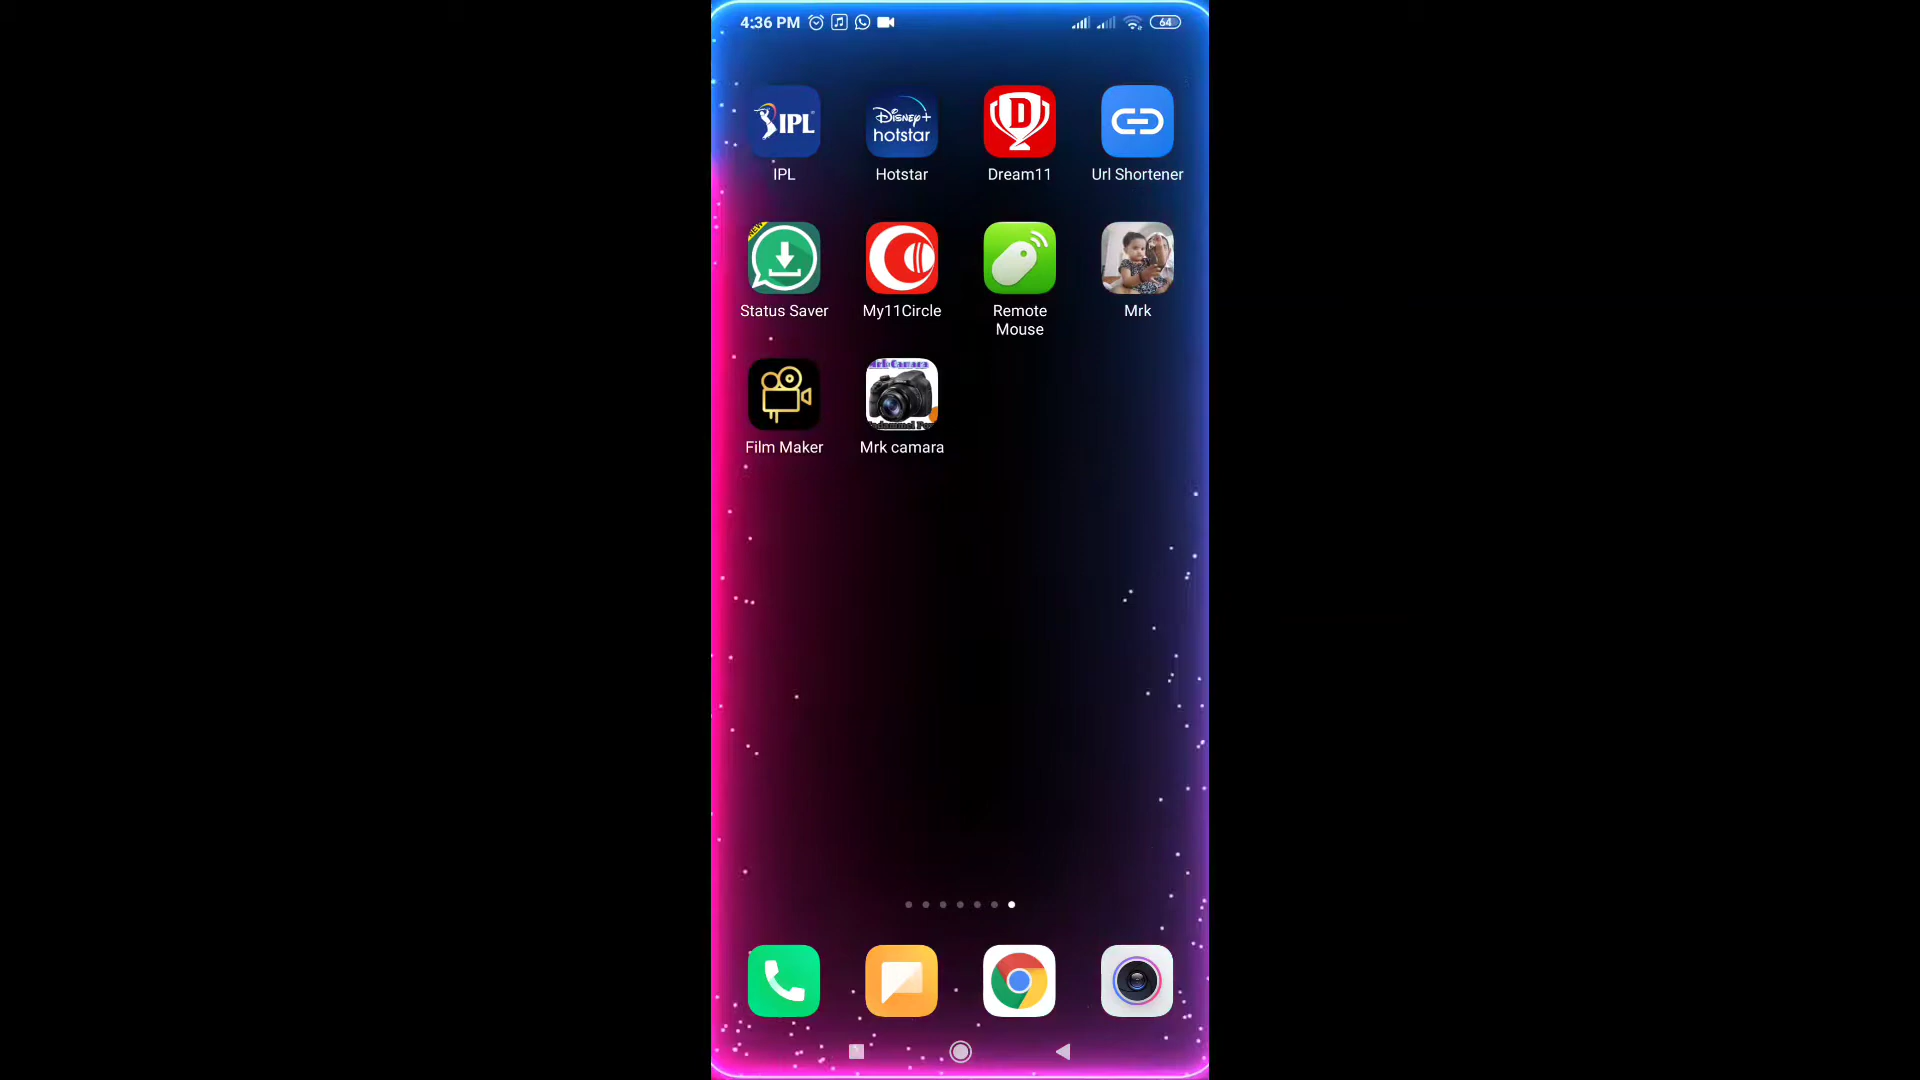 4:36 PM
64
IPL
Disney+
hotstar
D
IPL
Hotstar
Dream11
Url Shortener
NEW
Status Saver
My11Circle
Remote
Mouse
Mrk
Film Maker
Mrk camara